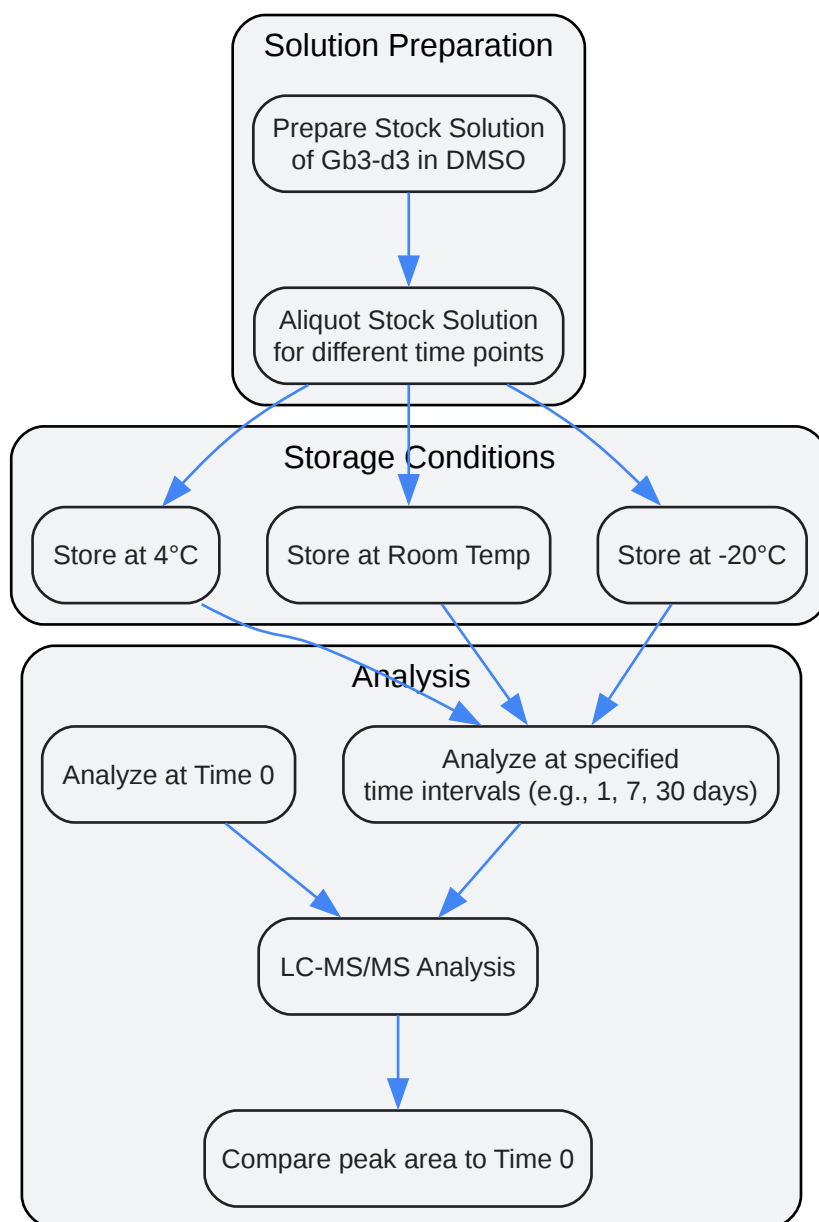 Solution Preparation
Prepare Stock Solution
of Gb3-d3 in DMSO
Aliquot Stock Solution
for different time points
Storage Conditions
Store at 4°C
Store at Room Temp
Store at -20°C
Analysis
Analyze at Time 0
Analyze at specified
time intervals (e.g., 1, 7, 30 days)
LC-MS/MS Analysis
Compare peak area to Time 0